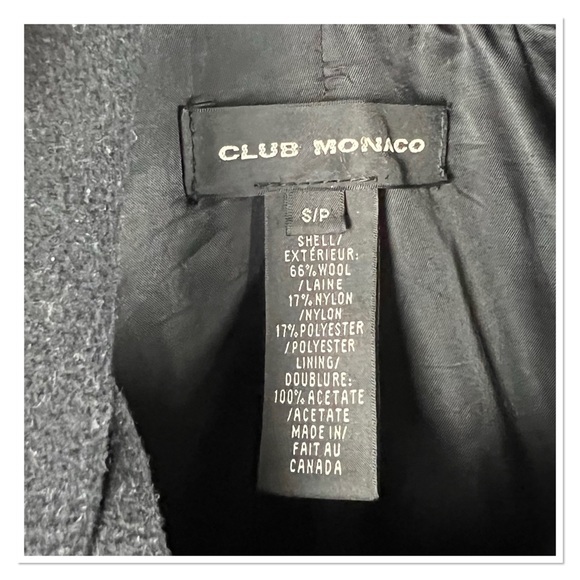 CLUB MONACO
S/P
SHELL/
EXTÉRIEUR:
66% WOOL
/LAINE
17% NYLON
/NYLON
17% POLYESTER
/POLYESTER
LINING/
DOUBLURE:
100% ACETATE
/ACETATE
MADE IN/
FAIT AU
CANADA